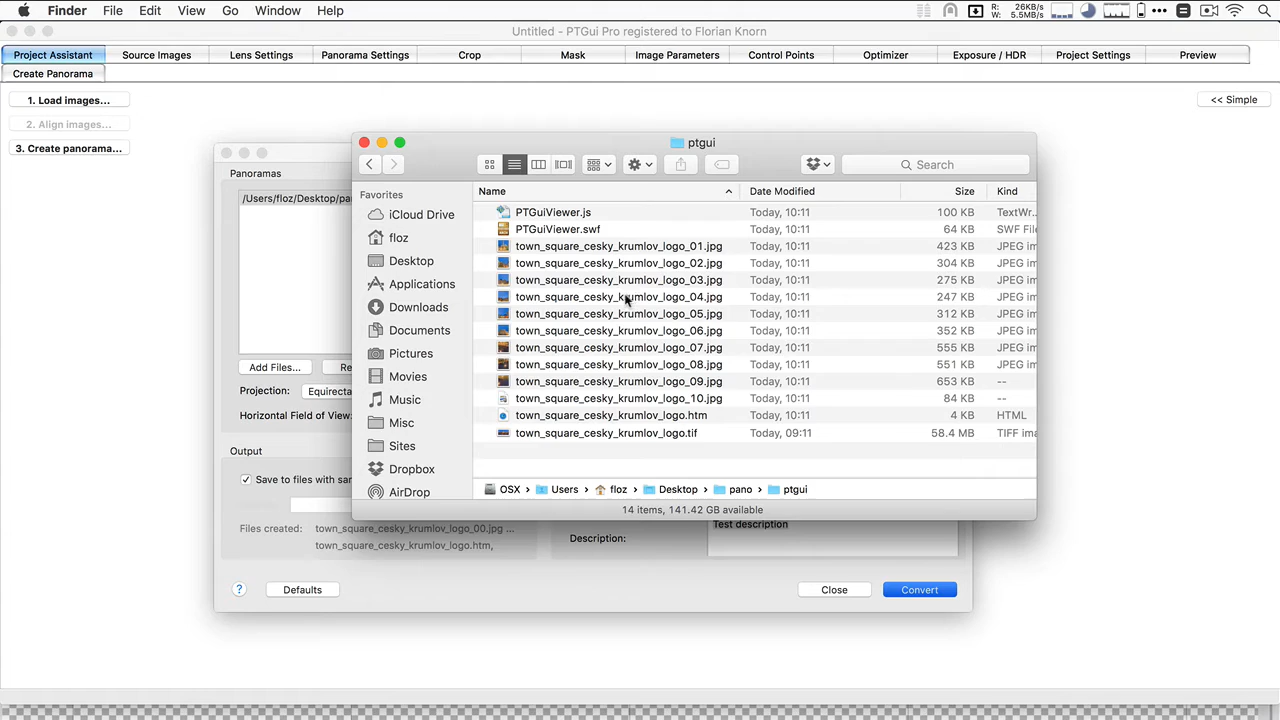 Finder File Edit View Go Window Help R: 26KB/s W: 5.5MB/s
Untitled - PTGui Pro registered to Florian Knorn
Project Assistant Source Images Lens Settings Panorama Settings Crop Mask Image Parameters Control Points Optimizer Exposure / HDR Project Settings Preview
Create Panorama
1. Load images... << Simple
2. Align images...
3. Create panorama...
ptgui
Search
Panoramas
/Users/floz/Desktop/pa
Add Files... Re
Projection: Equirecta
Horizontal Field of View:
Output
Save to files with sam
Files created: town_square_cesky_krumlov_logo_00.jpg ...
town_square_cesky_krumlov_logo.htm,
Favorites
iCloud Drive
floz
Desktop
Applications
Downloads
Documents
Pictures
Movies
Music
Misc
Sites
Dropbox
AirDrop
Name Date Modified Size Kind
PTGuiViewer.js Today, 10:11 100 KB TextWr...
PTGuiViewer.swf Today, 10:11 64 KB SWF File
town_square_cesky_krumlov_logo_01.jpg Today, 10:11 423 KB JPEG im
town_square_cesky_krumlov_logo_02.jpg Today, 10:11 304 KB JPEG im
town_square_cesky_krumlov_logo_03.jpg Today, 10:11 275 KB JPEG im
town_square_cesky_krumlov_logo_04.jpg Today, 10:11 247 KB JPEG im
town_square_cesky_krumlov_logo_05.jpg Today, 10:11 312 KB JPEG im
town_square_cesky_krumlov_logo_06.jpg Today, 10:11 352 KB JPEG im
town_square_cesky_krumlov_logo_07.jpg Today, 10:11 555 KB JPEG im
town_square_cesky_krumlov_logo_08.jpg Today, 10:11 551 KB JPEG im
town_square_cesky_krumlov_logo_09.jpg Today, 10:11 653 KB --
town_square_cesky_krumlov_logo_10.jpg Today, 10:11 84 KB --
town_square_cesky_krumlov_logo.htm Today, 10:11 4 KB HTML
town_square_cesky_krumlov_logo.tif Today, 09:11 58.4 MB TIFF ima
OSX › Users › floz › Desktop › pano › ptgui
14 items, 141.42 GB available
Test description
Description:
? Defaults Close Convert